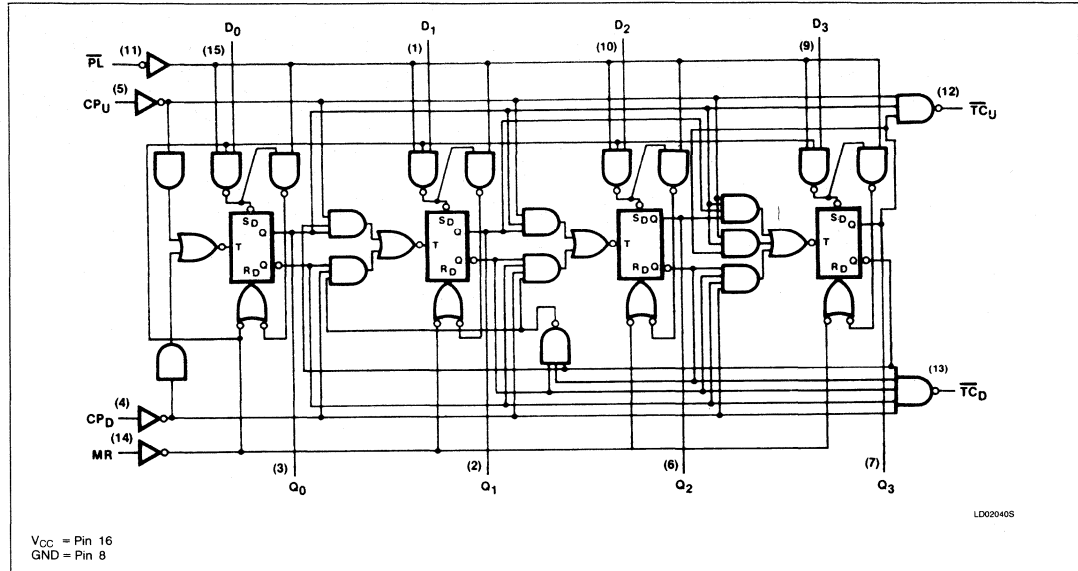 D0 D1 D2 D3
(11) (15) (1) (10) (9)
PL
(5)
CPU
(12)
TCU
SD SD SDQ SD
Q Q Q
T T T T
Q Q Q Q
RD RD RD RD
(13)
TCD
(4)
CPD
(14)
MR
(3) (2) (6) (7)
Q0 Q1 Q2 Q3
LD02040S
VCC = Pin 16
GND = Pin 8